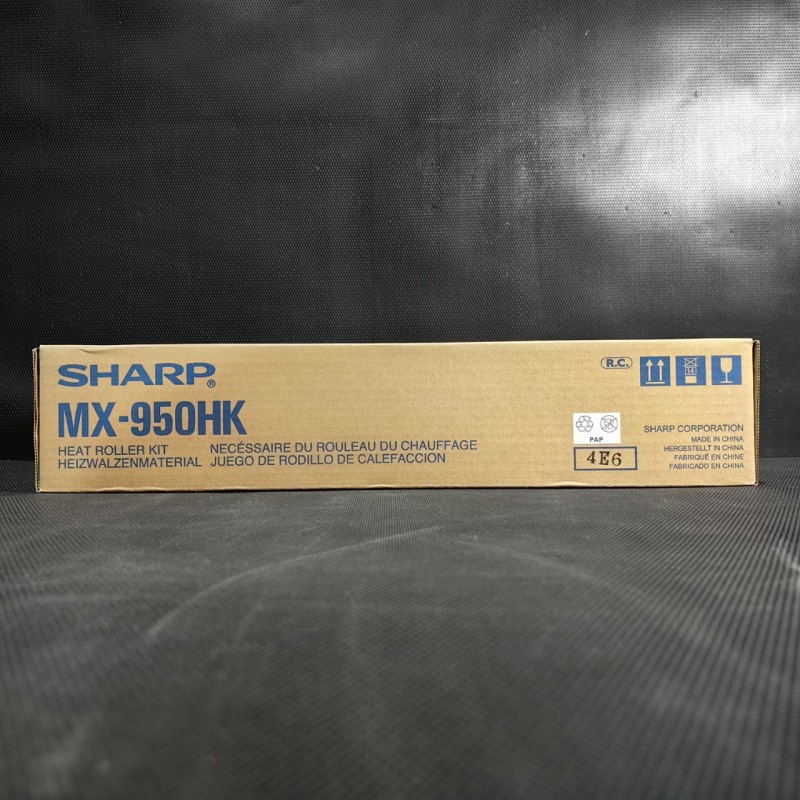 SHARP®
MX-950HK
HEAT ROLLER KIT NECÉSSAIRE DU ROULEAU DU CHAUFFAGE
HEIZWALZENMATERIAL JUEGO DE RODILLO DE CALEFACCION
R.C.
14
PAP
4E6
SHARP CORPORATION
MADE IN CHINA
HERGESTELLT IN CHINA
FABRIQUÉ EN CHINE
FABRICADO EN CHINA